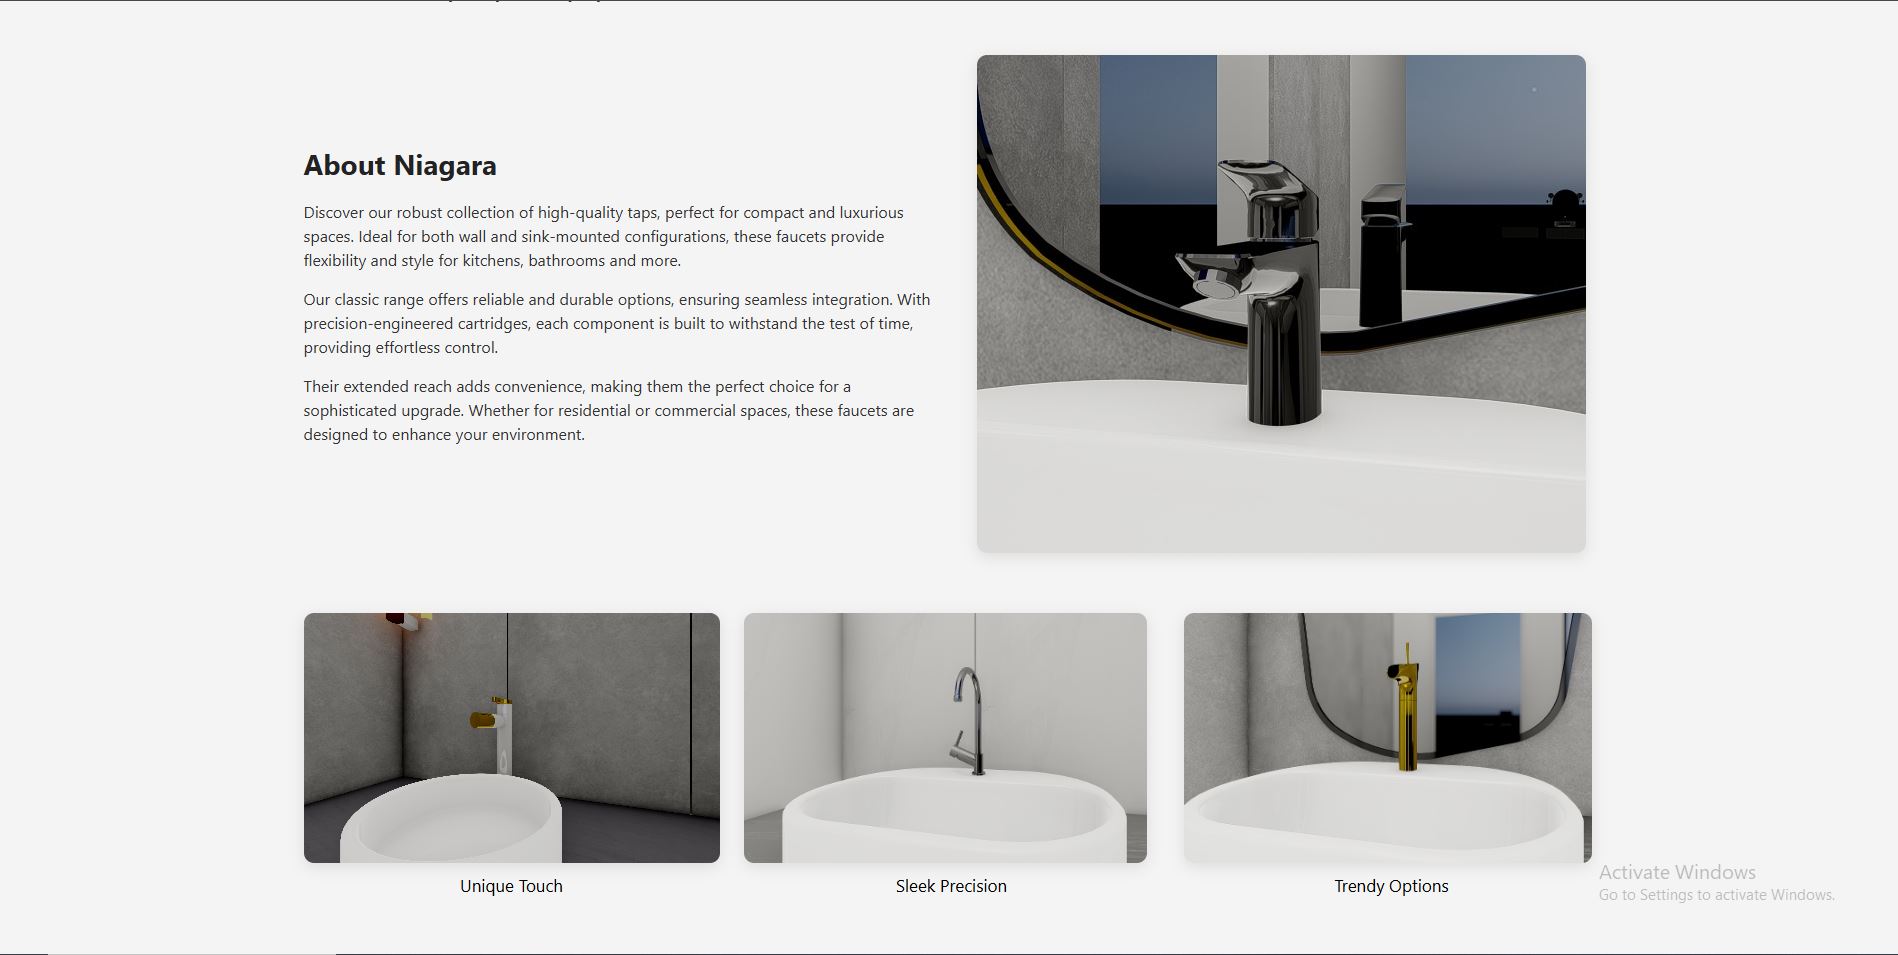 About Niagara
Discover our robust collection of high-quality taps, perfect for compact and luxurious
spaces. Ideal for both wall and sink-mounted configurations, these faucets provide
flexibility and style for kitchens, bathrooms and more.
Our classic range offers reliable and durable options, ensuring seamless integration. With
precision-engineered cartridges, each component is built to withstand the test of time,
providing effortless control.
Their extended reach adds convenience, making them the perfect choice for a
sophisticated upgrade. Whether for residential or commercial spaces, these faucets are
designed to enhance your environment.
Unique Touch
Sleek Precision
Trendy Options
Activate Windows
Go to Settings to activate Windows.